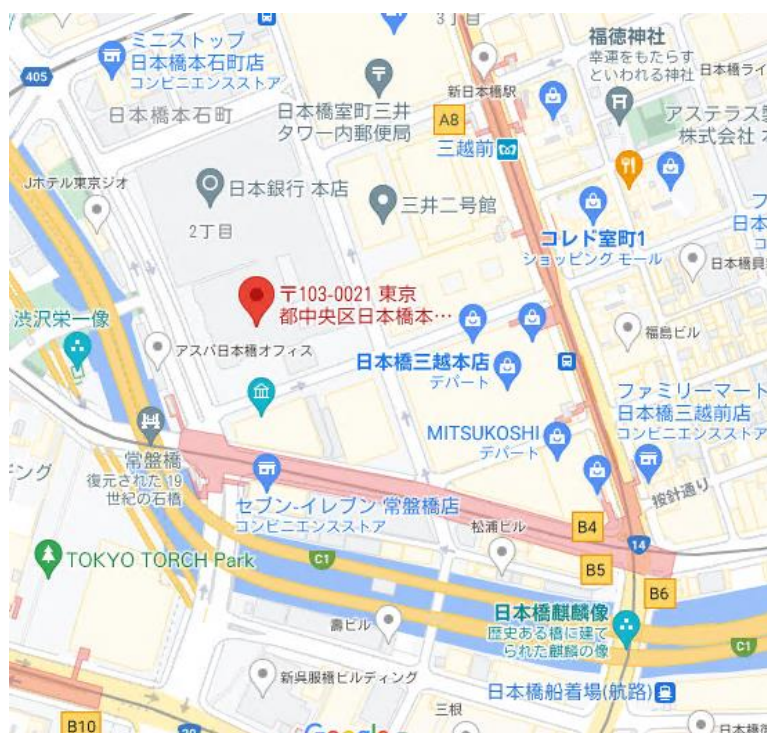 3丁目
ミニストップ
日本橋本石町店
コンビニエンスストア
405
日本橋本石町
日本橋室町三井
タワー内郵便局
新日本橋駅
福徳神社
幸運をもたらす
といわれる神社
日本橋ライ
A8
三越前
アステラス製
株式会社
Jホテル東京ジオ
日本銀行 本店
2丁目
三井二号館
コレド室町1
ショッピング モール
日本橋貝
〒103-0021 東京
都中央区日本橋本…
渋沢栄一像
アスパ日本橋オフィス
福島ビル
日本橋三越本店
デパート
ファミリーマート
日本橋三越前店
コンビニエンスストア
MITSUKOSHI
デパート
常盤橋
復元された 19
世紀の石橋
ィング
セブン-イレブン 常盤橋店
コンビニエンスストア
按針通り
松浦ビル
B4
14
B5
B6
TOKYO TORCH Park
C1
日本橋麒麟像
歴史ある橋に建て
られた麒麟の像
C1
壽ビル
新呉服橋ビルディング
日本橋船着場(航路)
三根
B10
20
Google
日本橋